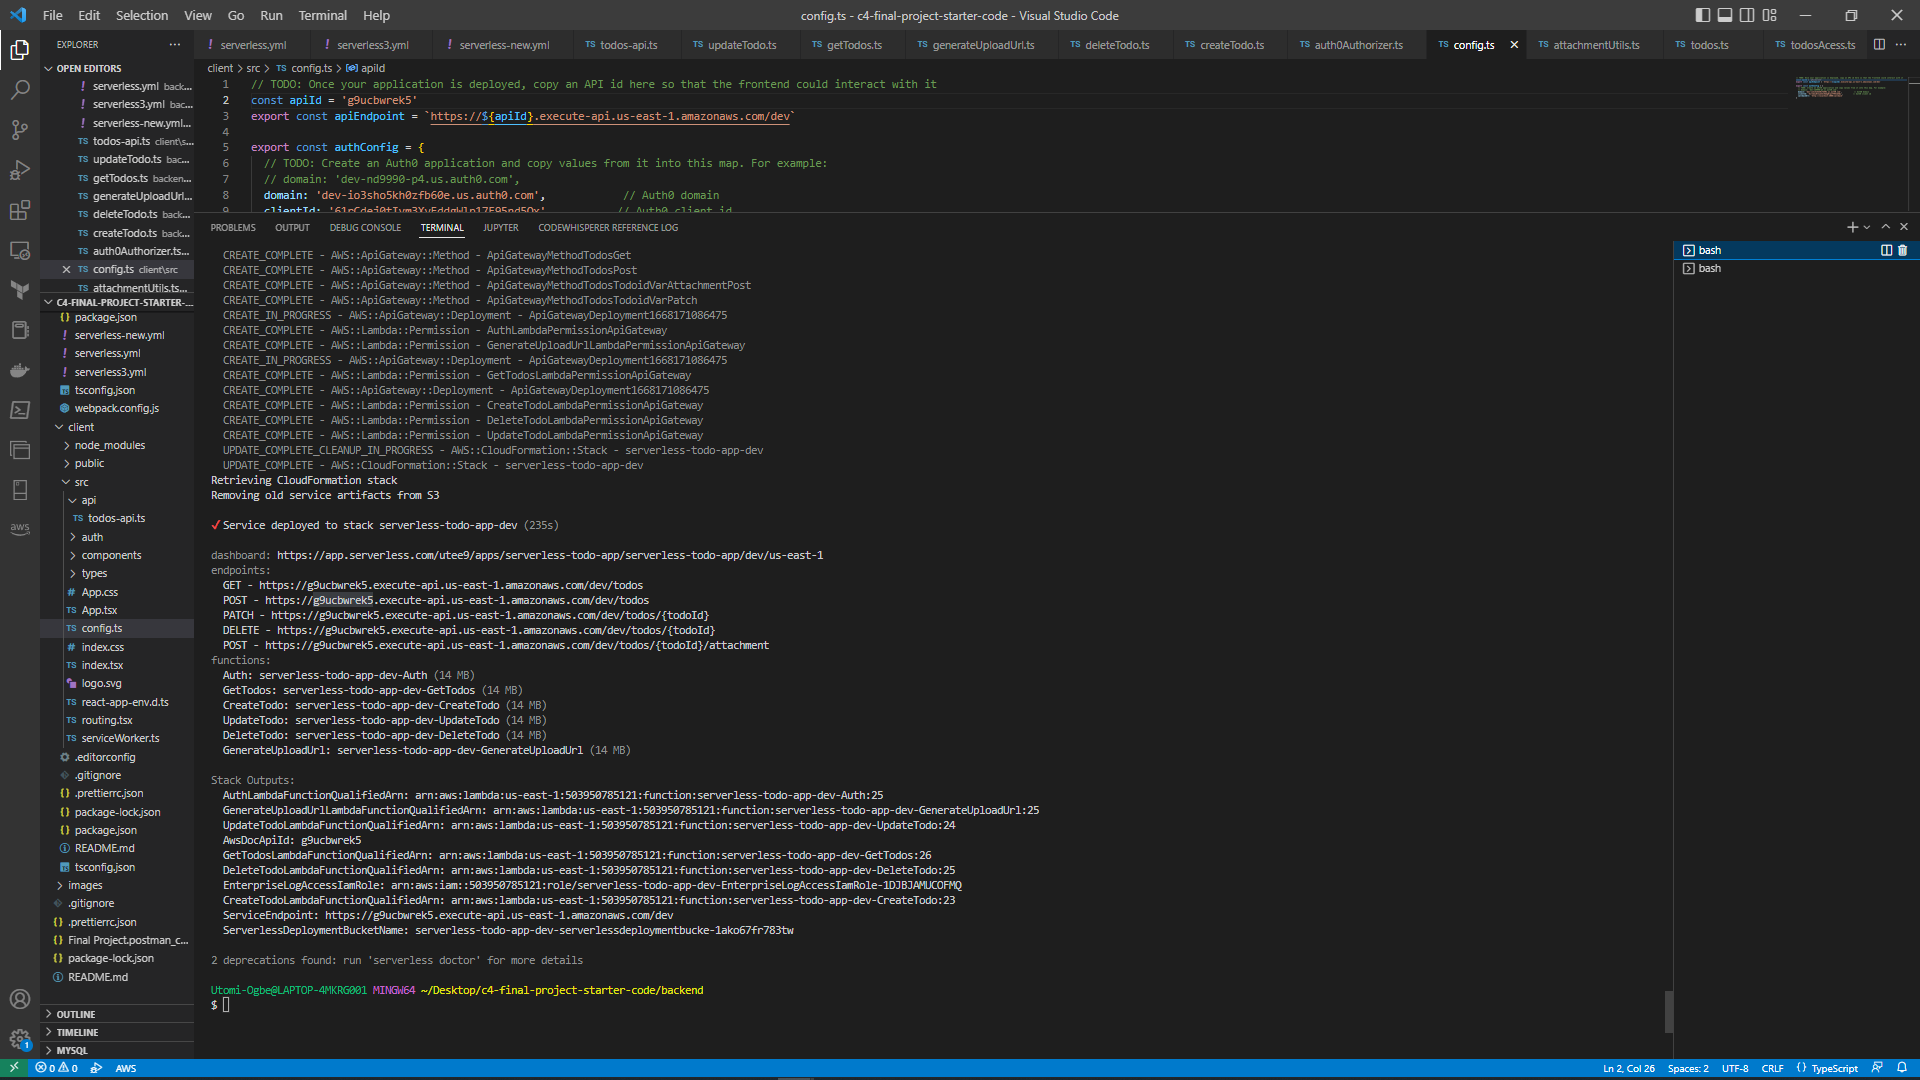 File Edit Selection View Go Run Terminal Help
config.ts - c4-final-project-starter-code - Visual Studio Code
EXPLORER
serverless.yml serverless3.yml serverless-new.yml todos-api.ts updateTodo.ts getTodos.ts generateUploadUrl.ts deleteTodo.ts createTodo.ts auth0Authorizer.ts config.ts attachmentUtils.ts todos.ts todosAcess.ts
OPEN EDITORS
serverless.yml back...
serverless3.yml back...
serverless-new.yml...
todos-api.ts client\s...
updateTodo.ts bac...
getTodos.ts backen...
generateUploadUrl...
deleteTodo.ts back...
createTodo.ts back...
auth0Authorizer.ts...
config.ts client\src
attachmentUtils.ts...
C4-FINAL-PROJECT-STARTER-...
package.json
serverless-new.yml
serverless.yml
serverless3.yml
tsconfig.json
webpack.config.js
client
node_modules
public
src
api
todos-api.ts
auth
components
types
App.css
App.tsx
config.ts
index.css
index.tsx
logo.svg
react-app-env.d.ts
routing.tsx
serviceWorker.ts
.editorconfig
.gitignore
.prettierrc.json
package-lock.json
package.json
README.md
tsconfig.json
images
.gitignore
.prettierrc.json
Final Project.postman_c...
package-lock.json
README.md
OUTLINE
TIMELINE
MYSQL
client > src > TS config.ts > apiId
1 // TODO: Once your application is deployed, copy an API id here so that the frontend could interact with it
2 const apiId = 'g9ucbwrek5'
3 export const apiEndpoint = `https://${apiId}.execute-api.us-east-1.amazonaws.com/dev`
4
5 export const authConfig = {
6 // TODO: Create an Auth0 application and copy values from it into this map. For example:
7 // domain: 'dev-nd9990-p4.us.auth0.com',
8 domain: 'dev-io3sho5kh0zfb60e.us.auth0.com', // Auth0 domain
9 // Auth0 client id
PROBLEMS OUTPUT DEBUG CONSOLE TERMINAL JUPYTER CODEWHISPERER REFERENCE LOG
bash
bash
CREATE_COMPLETE - AWS::ApiGateway::Method - ApiGatewayMethodTodosGet
CREATE_COMPLETE - AWS::ApiGateway::Method - ApiGatewayMethodTodosPost
CREATE_COMPLETE - AWS::ApiGateway::Method - ApiGatewayMethodTodosTodoidVarAttachmentPost
CREATE_COMPLETE - AWS::ApiGateway::Method - ApiGatewayMethodTodosTodoidVarPatch
CREATE_IN_PROGRESS - AWS::ApiGateway::Deployment - ApiGatewayDeployment1668171086475
CREATE_COMPLETE - AWS::Lambda::Permission - AuthLambdaPermissionApiGateway
CREATE_COMPLETE - AWS::Lambda::Permission - GenerateUploadUrlLambdaPermissionApiGateway
CREATE_IN_PROGRESS - AWS::ApiGateway::Deployment - ApiGatewayDeployment1668171086475
CREATE_COMPLETE - AWS::Lambda::Permission - GetTodosLambdaPermissionApiGateway
CREATE_COMPLETE - AWS::ApiGateway::Deployment - ApiGatewayDeployment1668171086475
CREATE_COMPLETE - AWS::Lambda::Permission - CreateTodoLambdaPermissionApiGateway
CREATE_COMPLETE - AWS::Lambda::Permission - DeleteTodoLambdaPermissionApiGateway
CREATE_COMPLETE - AWS::Lambda::Permission - UpdateTodoLambdaPermissionApiGateway
UPDATE_COMPLETE_CLEANUP_IN_PROGRESS - AWS::CloudFormation::Stack - serverless-todo-app-dev
UPDATE_COMPLETE - AWS::CloudFormation::Stack - serverless-todo-app-dev
Retrieving CloudFormation stack
Removing old service artifacts from S3
✓ Service deployed to stack serverless-todo-app-dev (235s)
dashboard: https://app.serverless.com/utee9/apps/serverless-todo-app/serverless-todo-app/dev/us-east-1
endpoints:
GET - https://g9ucbwrek5.execute-api.us-east-1.amazonaws.com/dev/todos
POST - https://g9ucbwrek5.execute-api.us-east-1.amazonaws.com/dev/todos
PATCH - https://g9ucbwrek5.execute-api.us-east-1.amazonaws.com/dev/todos/{todoId}
DELETE - https://g9ucbwrek5.execute-api.us-east-1.amazonaws.com/dev/todos/{todoId}
POST - https://g9ucbwrek5.execute-api.us-east-1.amazonaws.com/dev/todos/{todoId}/attachment
functions:
Auth: serverless-todo-app-dev-Auth (14 MB)
GetTodos: serverless-todo-app-dev-GetTodos (14 MB)
CreateTodo: serverless-todo-app-dev-CreateTodo (14 MB)
UpdateTodo: serverless-todo-app-dev-UpdateTodo (14 MB)
DeleteTodo: serverless-todo-app-dev-DeleteTodo (14 MB)
GenerateUploadUrl: serverless-todo-app-dev-GenerateUploadUrl (14 MB)
Stack Outputs:
AuthLambdaFunctionQualifiedArn: arn:aws:lambda:us-east-1:503950785121:function:serverless-todo-app-dev-Auth:25
GenerateUploadUrlLambdaFunctionQualifiedArn: arn:aws:lambda:us-east-1:503950785121:function:serverless-todo-app-dev-GenerateUploadUrl:25
UpdateTodoLambdaFunctionQualifiedArn: arn:aws:lambda:us-east-1:503950785121:function:serverless-todo-app-dev-UpdateTodo:24
AwsDocApiId: g9ucbwrek5
GetTodosLambdaFunctionQualifiedArn: arn:aws:lambda:us-east-1:503950785121:function:serverless-todo-app-dev-GetTodos:26
DeleteTodoLambdaFunctionQualifiedArn: arn:aws:lambda:us-east-1:503950785121:function:serverless-todo-app-dev-DeleteTodo:25
EnterpriseLogAccessIamRole: arn:aws:iam::503950785121:role/serverless-todo-app-dev-EnterpriseLogAccessIamRole-1DJBJAMUCOFMQ
CreateTodoLambdaFunctionQualifiedArn: arn:aws:lambda:us-east-1:503950785121:function:serverless-todo-app-dev-CreateTodo:23
ServiceEndpoint: https://g9ucbwrek5.execute-api.us-east-1.amazonaws.com/dev
ServerlessDeploymentBucketName: serverless-todo-app-dev-serverlessdeploymentbucke-1ako67fr783tw
2 deprecations found: run 'serverless doctor' for more details
Utomi-Ogbe@LAPTOP-4MKRG001 MINGW64 ~/Desktop/c4-final-project-starter-code/backend
$
0 0 AWS
Ln 2, Col 26 Spaces: 2 UTF-8 CRLF {} TypeScript